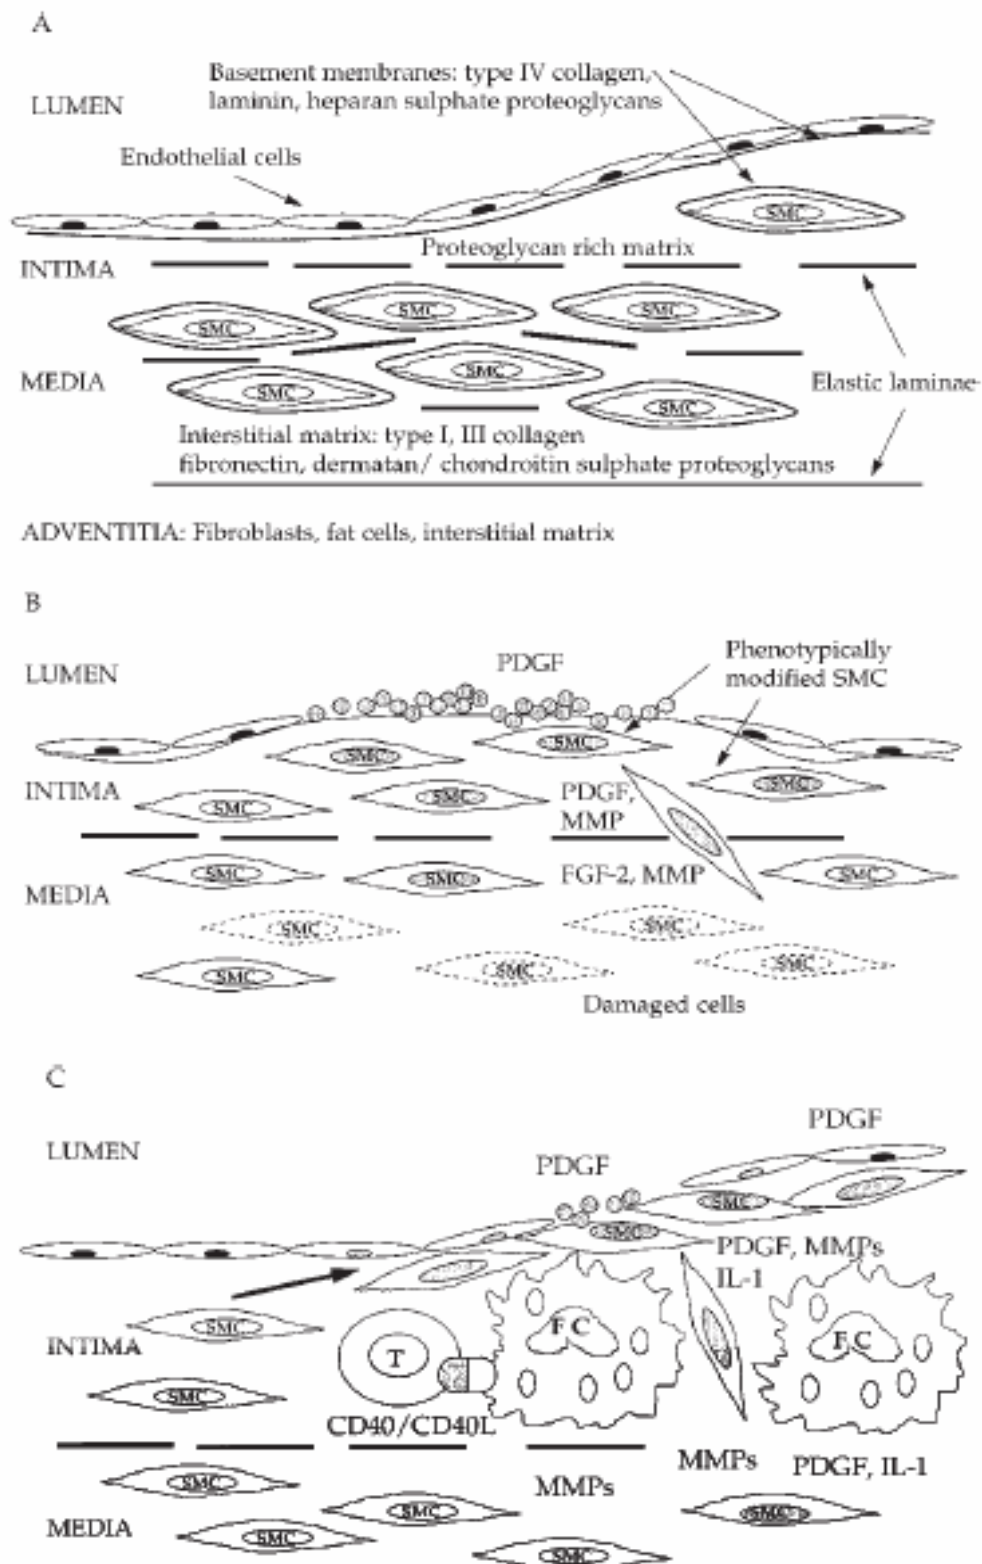 A
Basement membranes: type IV collagen,
laminin, heparan sulphate proteoglycans
LUMEN
Endothelial cells
SMC
Proteoglycan rich matrix
INTIMA
SMC
SMC
SMC
SMC
MEDIA
SMC
SMC
Elastic laminae
Interstitial matrix: type I, III collagen
fibronectin, dermatan/ chondroitin sulphate proteoglycans
ADVENTITIA: Fibroblasts, fat cells, interstitial matrix
B
LUMEN
PDGF
Phenotypically
modified SMC
SMC
SMC
INTIMA
SMC
SMC
PDGF,
MMP
SMC
MEDIA
SMC
SMC
FGF-2, MMP
SMC
SMC
SMC
SMC
SMC
SMC
Damaged cells
C
LUMEN
PDGF
PDGF
SMC
SMC
PDGF, MMPs
IL-1
INTIMA
SMC
T
FC
FC
SMC
CD40/CD40L
MMPs
MMPs
PDGF, IL-1
MEDIA
SMC
SMC
SMC
SMC
SMC